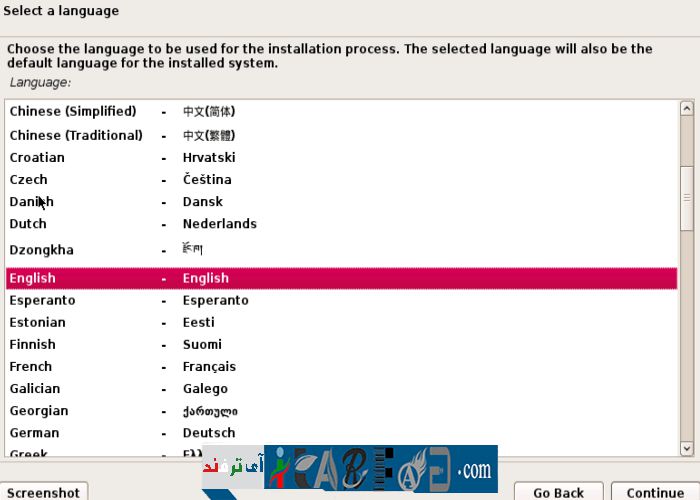 Select a language
Choose the language to be used for the installation process. The selected language will also be the
default language for the installed system.
Language:
Chinese (Simplified) - 中文(简体)
Chinese (Traditional) - 中文(繁體)
Croatian - Hrvatski
Czech - Čeština
Danish - Dansk
Dutch - Nederlands
Dzongkha - རྫོང་ཁ།
English - English
Esperanto - Esperanto
Estonian - Eesti
Finnish - Suomi
French - Français
Galician - Galego
Georgian - ქართული
German - Deutsch
Greek -
آی ترفند
.com
Screenshot Go Back Continue